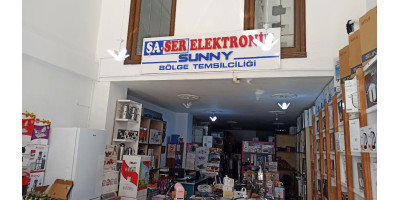 SA-SER ELEKTRONİK
SUNNY
BÖLGE TEMSİLCİLİĞİ